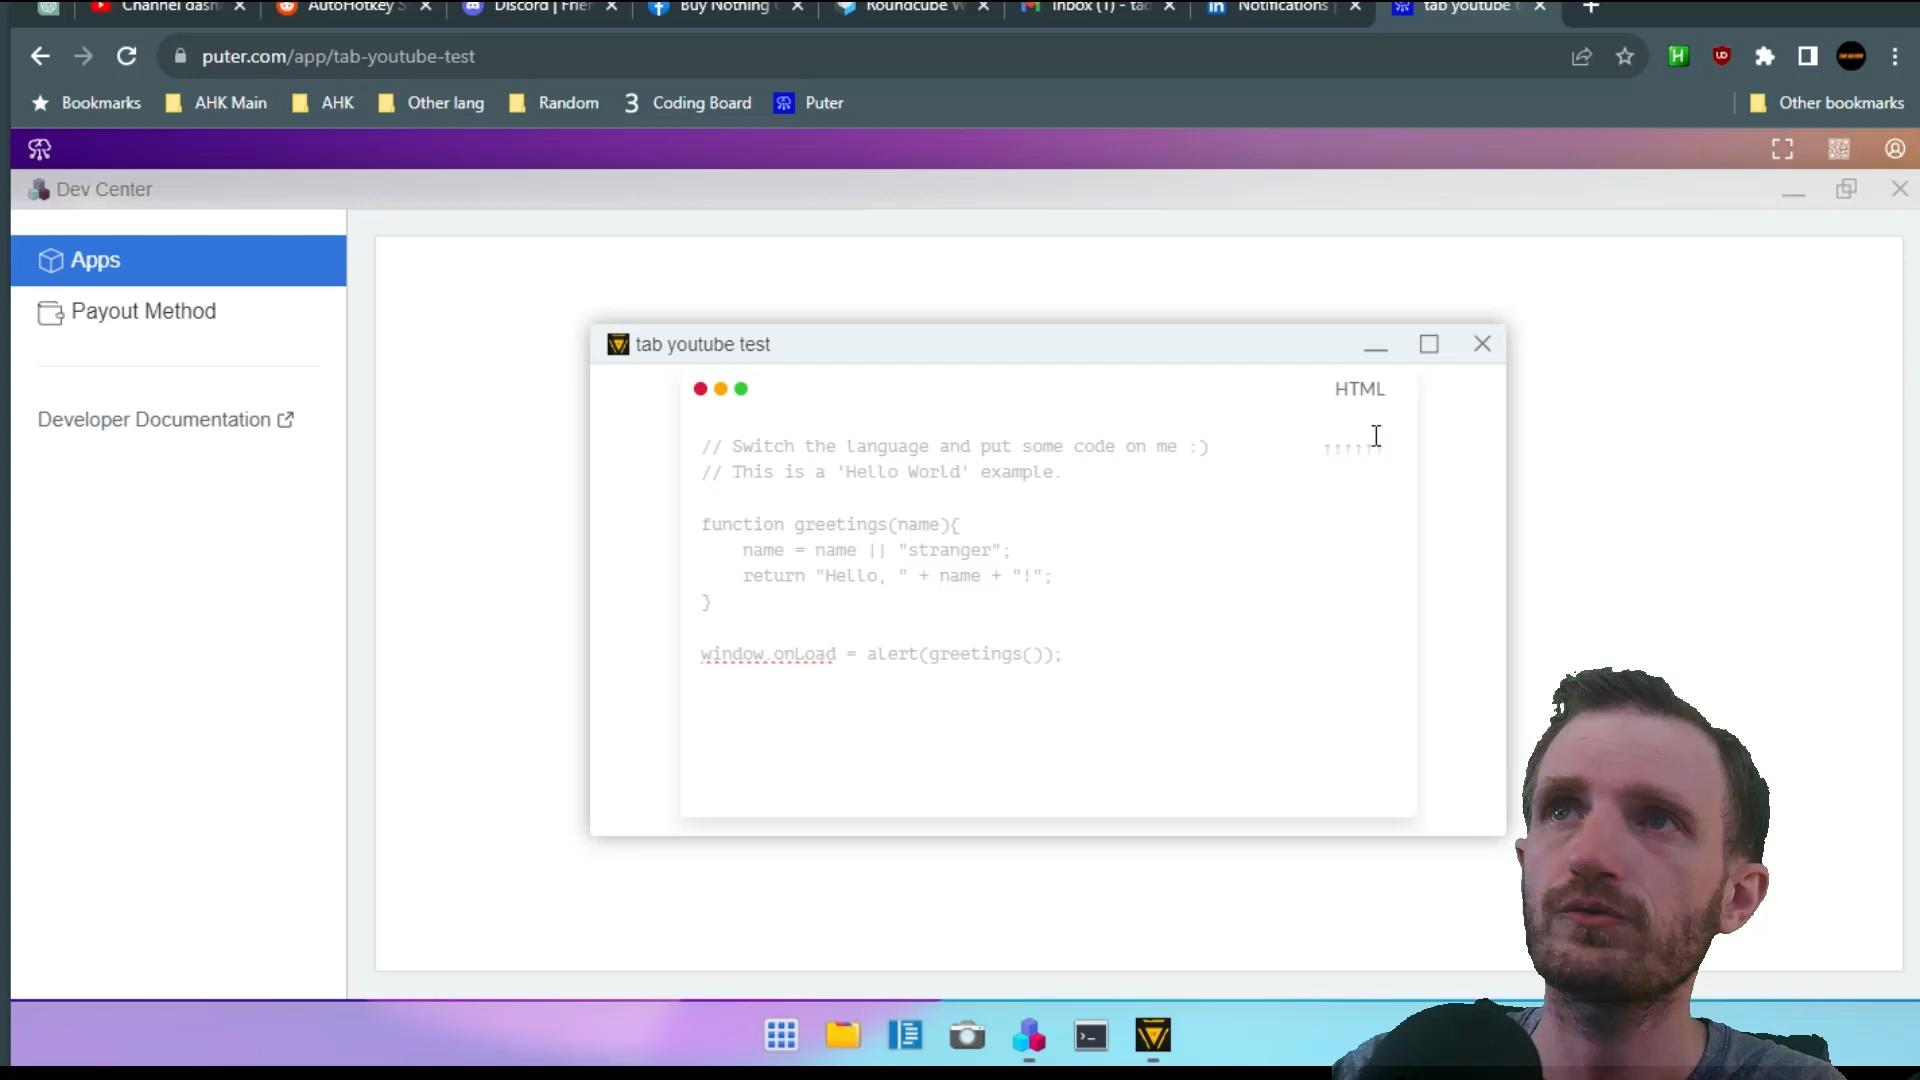 Channel dash
AutoHotkey S
Discord | Frien
Buy Nothing
Roundcube W
Inbox (1) - tad
Notifications |
tab youtube t
puter.com/app/tab-youtube-test
Bookmarks
AHK Main
AHK
Other lang
Random
3 Coding Board
Puter
Other bookmarks
Dev Center
Apps
Payout Method
Developer Documentation
tab youtube test
HTML
// Switch the language and put some code on me :) ↑↑↑↑↑↑
// This is a 'Hello World' example.
function greetings(name){
name = name || "stranger";
return "Hello, " + name + "!";
}
window.onLoad = alert(greetings());